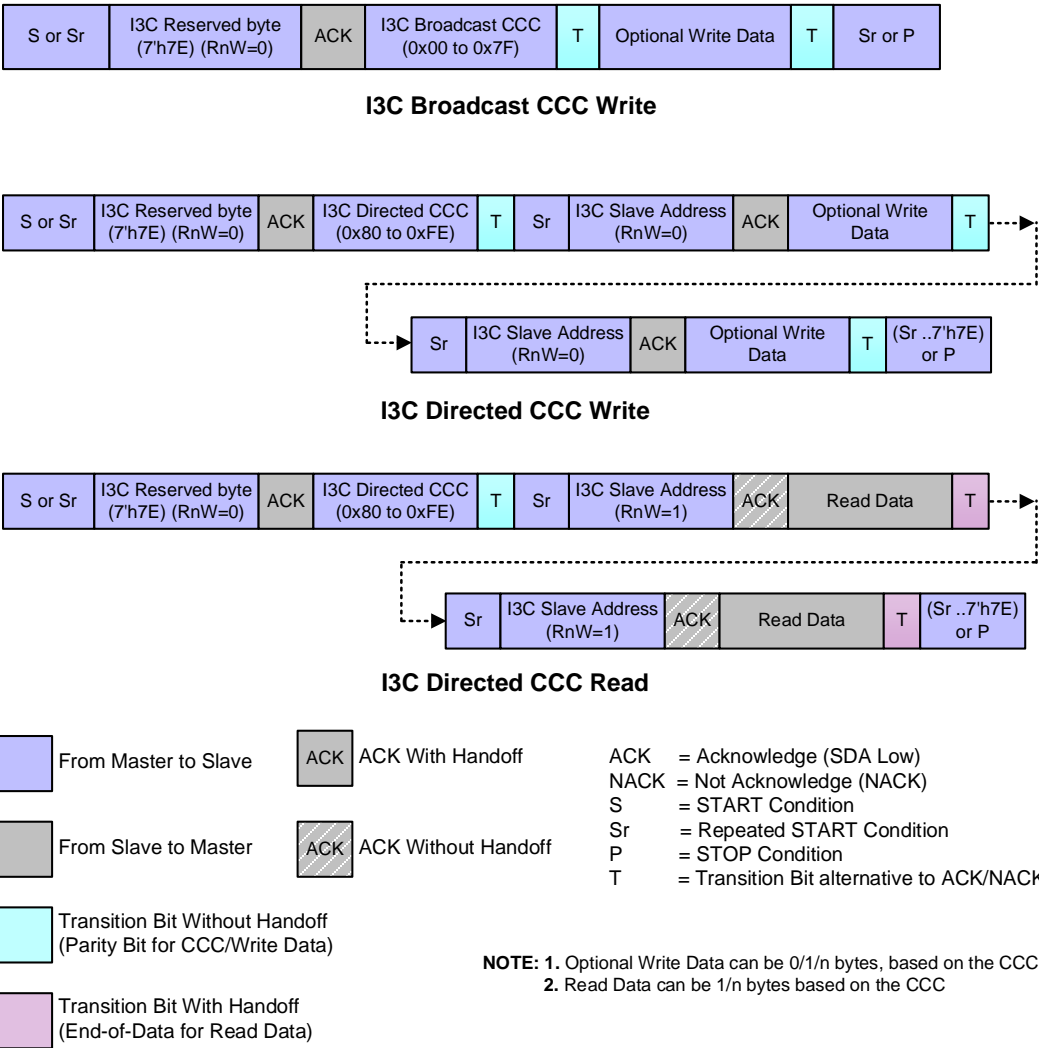 S or Sr
I3C Reserved byte
(7'h7E) (RnW=0)
ACK
I3C Broadcast CCC
(0x00 to 0x7F)
T
Optional Write Data
T
Sr or P
I3C Broadcast CCC Write
S or Sr
I3C Reserved byte
(7'h7E) (RnW=0)
ACK
I3C Directed CCC
(0x80 to 0xFE)
T
Sr
I3C Slave Address
(RnW=0)
ACK
Optional Write
Data
T
Sr
I3C Slave Address
(RnW=0)
ACK
Optional Write
Data
T
(Sr ..7'h7E)
or P
I3C Directed CCC Write
S or Sr
I3C Reserved byte
(7'h7E) (RnW=0)
ACK
I3C Directed CCC
(0x80 to 0xFE)
T
Sr
I3C Slave Address
(RnW=1)
ACK
Read Data
T
Sr
I3C Slave Address
(RnW=1)
ACK
Read Data
T
(Sr ..7'h7E)
or P
I3C Directed CCC Read
From Master to Slave
ACK
ACK With Handoff
From Slave to Master
ACK
ACK Without Handoff
Transition Bit Without Handoff
(Parity Bit for CCC/Write Data)
Transition Bit With Handoff
(End-of-Data for Read Data)
ACK = Acknowledge (SDA Low)
NACK = Not Acknowledge (NACK)
S = START Condition
Sr = Repeated START Condition
P = STOP Condition
T = Transition Bit alternative to ACK/NACK
NOTE: 1. Optional Write Data can be 0/1/n bytes, based on the CCC
2. Read Data can be 1/n bytes based on the CCC